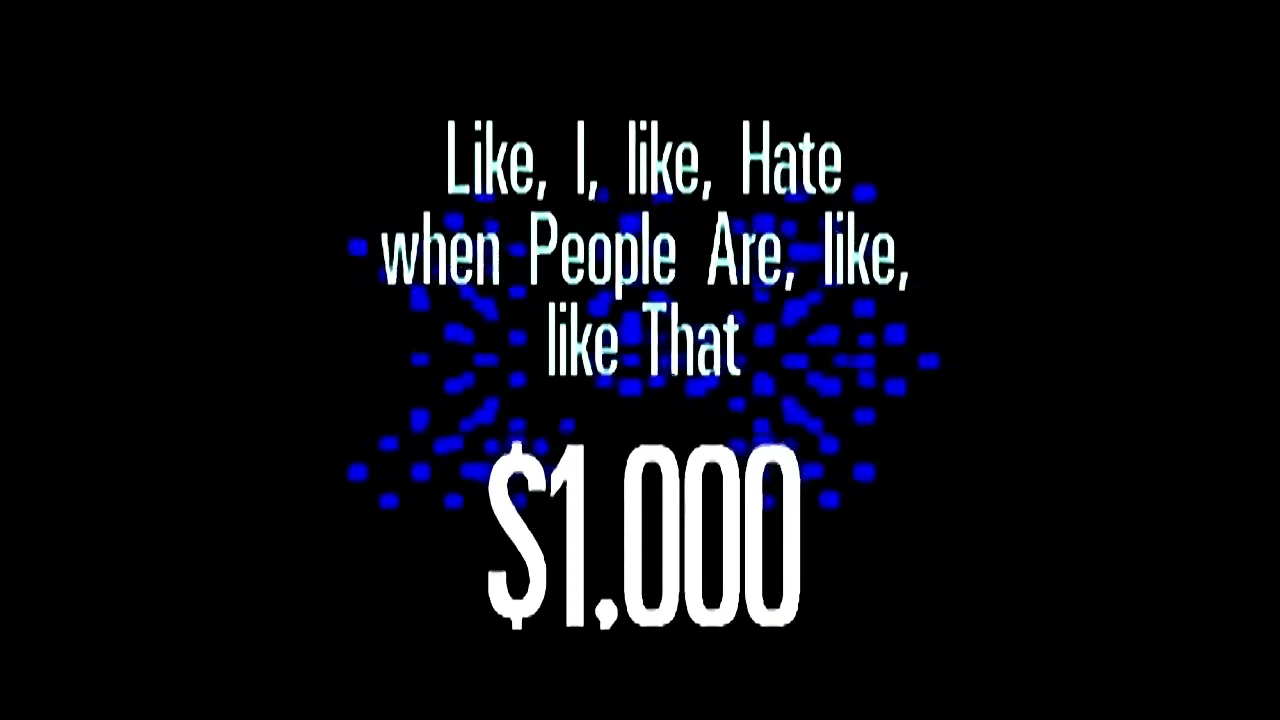 Like, I, like, Hate
when People Are, like,
like That
$1,000